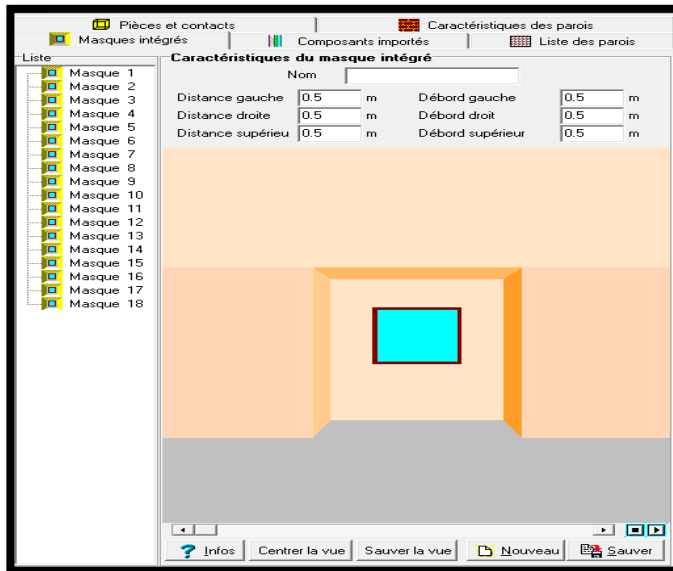 Pièces et contacts
Caractéristiques des parois
Masques intégrés
Composants importés
Liste des parois
Liste
Masque 1
Masque 2
Masque 3
Masque 4
Masque 5
Masque 6
Masque 7
Masque 8
Masque 9
Masque 10
Masque 11
Masque 12
Masque 13
Masque 14
Masque 15
Masque 16
Masque 17
Masque 18
Caractéristiques du masque intégré
Nom
Distance gauche 0.5 m Débord gauche 0.5 m
Distance droite 0.5 m Débord droit 0.5 m
Distance supérieu 0.5 m Débord supérieur 0.5 m
? Infos
Centrer la vue
Sauver la vue
Nouveau
Sauver